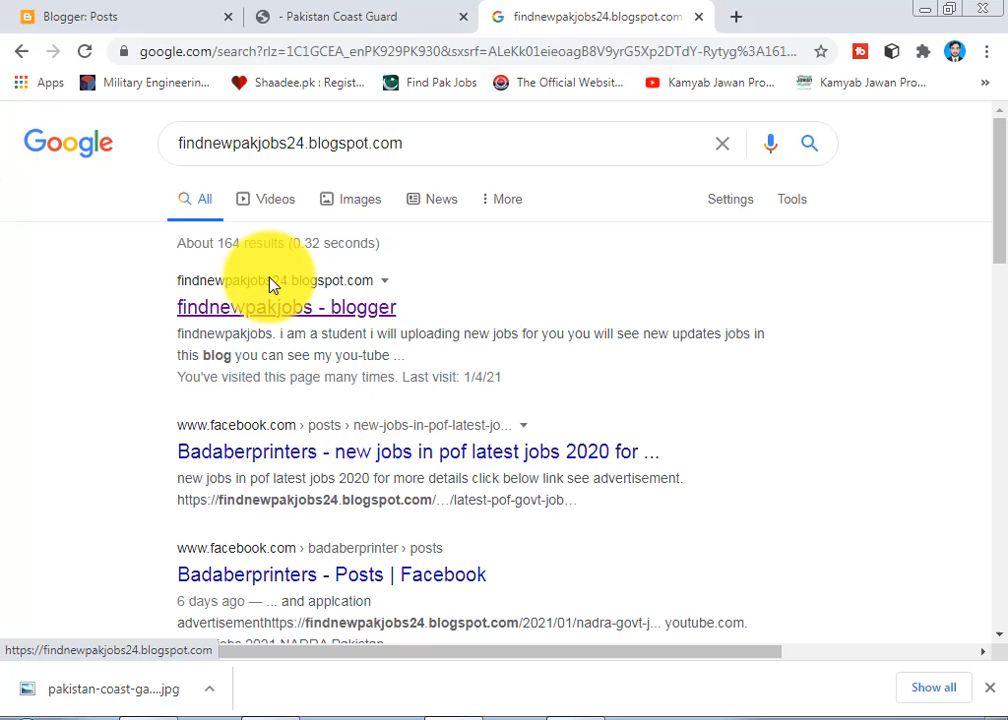 Blogger: Posts
- Pakistan Coast Guard
findnewpakjobs24.blogspot.com
google.com/search?rlz=1C1GCEA_enPK929PK930&sxsrf=ALeKk01eieoagB8V9yrG5Xp2DTdY-Rytyg%3A161...
Apps
Military Engineerin...
Shaadee.pk : Regist...
Find Pak Jobs
The Official Website...
Kamyab Jawan Pro...
Kamyab Jawan Pro...
Google
findnewpakjobs24.blogspot.com
All
Videos
Images
News
More
Settings
Tools
About 164 results (0.32 seconds)
findnewpakjobs24.blogspot.com
findnewpakjobs - blogger
findnewpakjobs. i am a student i will uploading new jobs for you you will see new updates jobs in
this blog you can see my you-tube ...
You've visited this page many times. Last visit: 1/4/21
www.facebook.com › posts › new-jobs-in-pof-latest-jo...
Badaberprinters - new jobs in pof latest jobs 2020 for ...
new jobs in pof latest jobs 2020 for more details click below link see advertisement.
https://findnewpakjobs24.blogspot.com/.../latest-pof-govt-job...
www.facebook.com › badaberprinter › posts
Badaberprinters - Posts | Facebook
6 days ago — ... and applcation
advertisementhttps://findnewpakjobs24.blogspot.com/2021/01/nadra-govt-j... youtube.com.
jobs 2021 NADRA Pakistan
https://findnewpakjobs24.blogspot.com
pakistan-coast-ga....jpg
Show all